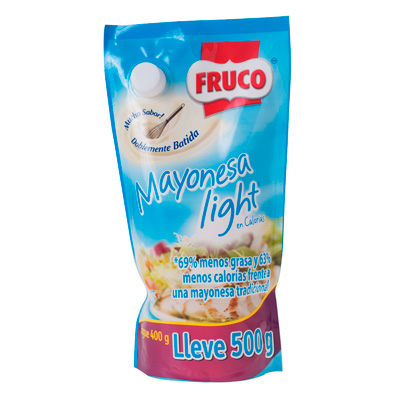 FRUCO
Mucho Sabor!
Doblemente Batida
Mayonesa
light
en Calorías
*69% menos grasa y 63%
menos calorías frente a
una mayonesa tradicional
400 g
Lleve 500 g